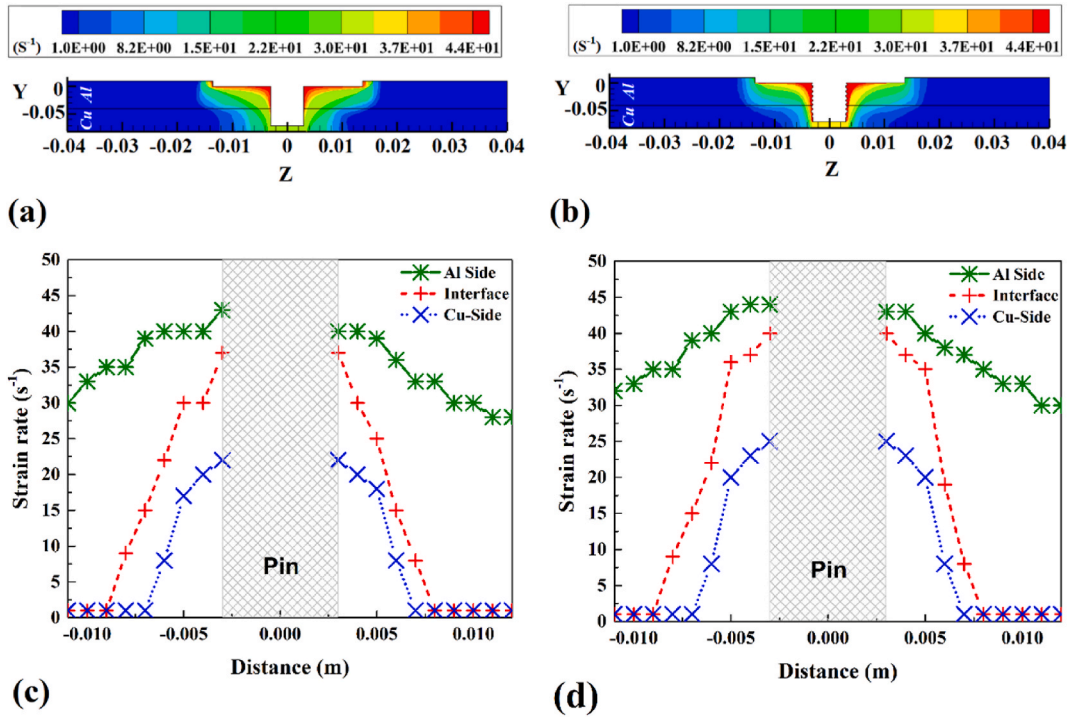 (a)
(S⁻¹) 1.0E+00 8.2E+00 1.5E+01 2.2E+01 3.0E+01 3.7E+01 4.4E+01
Y
0
-0.05
Cu Al
-0.04 -0.03 -0.02 -0.01 0 0.01 0.02 0.03 0.04
Z
(b)
(S⁻¹) 1.0E+00 8.2E+00 1.5E+01 2.2E+01 3.0E+01 3.7E+01 4.4E+01
Y
0
-0.05
Cu Al
-0.04 -0.03 -0.02 -0.01 0 0.01 0.02 0.03 0.04
Z
(c)
Strain rate (s⁻¹)
50
45
40
35
30
25
20
15
10
5
0
Al Side
Interface
Cu-Side
Pin
-0.010 -0.005 0.000 0.005 0.010
Distance (m)
(d)
Strain rate (s⁻¹)
50
45
40
35
30
25
20
15
10
5
0
Al Side
Interface
Cu-Side
Pin
-0.010 -0.005 0.000 0.005 0.010
Distance (m)